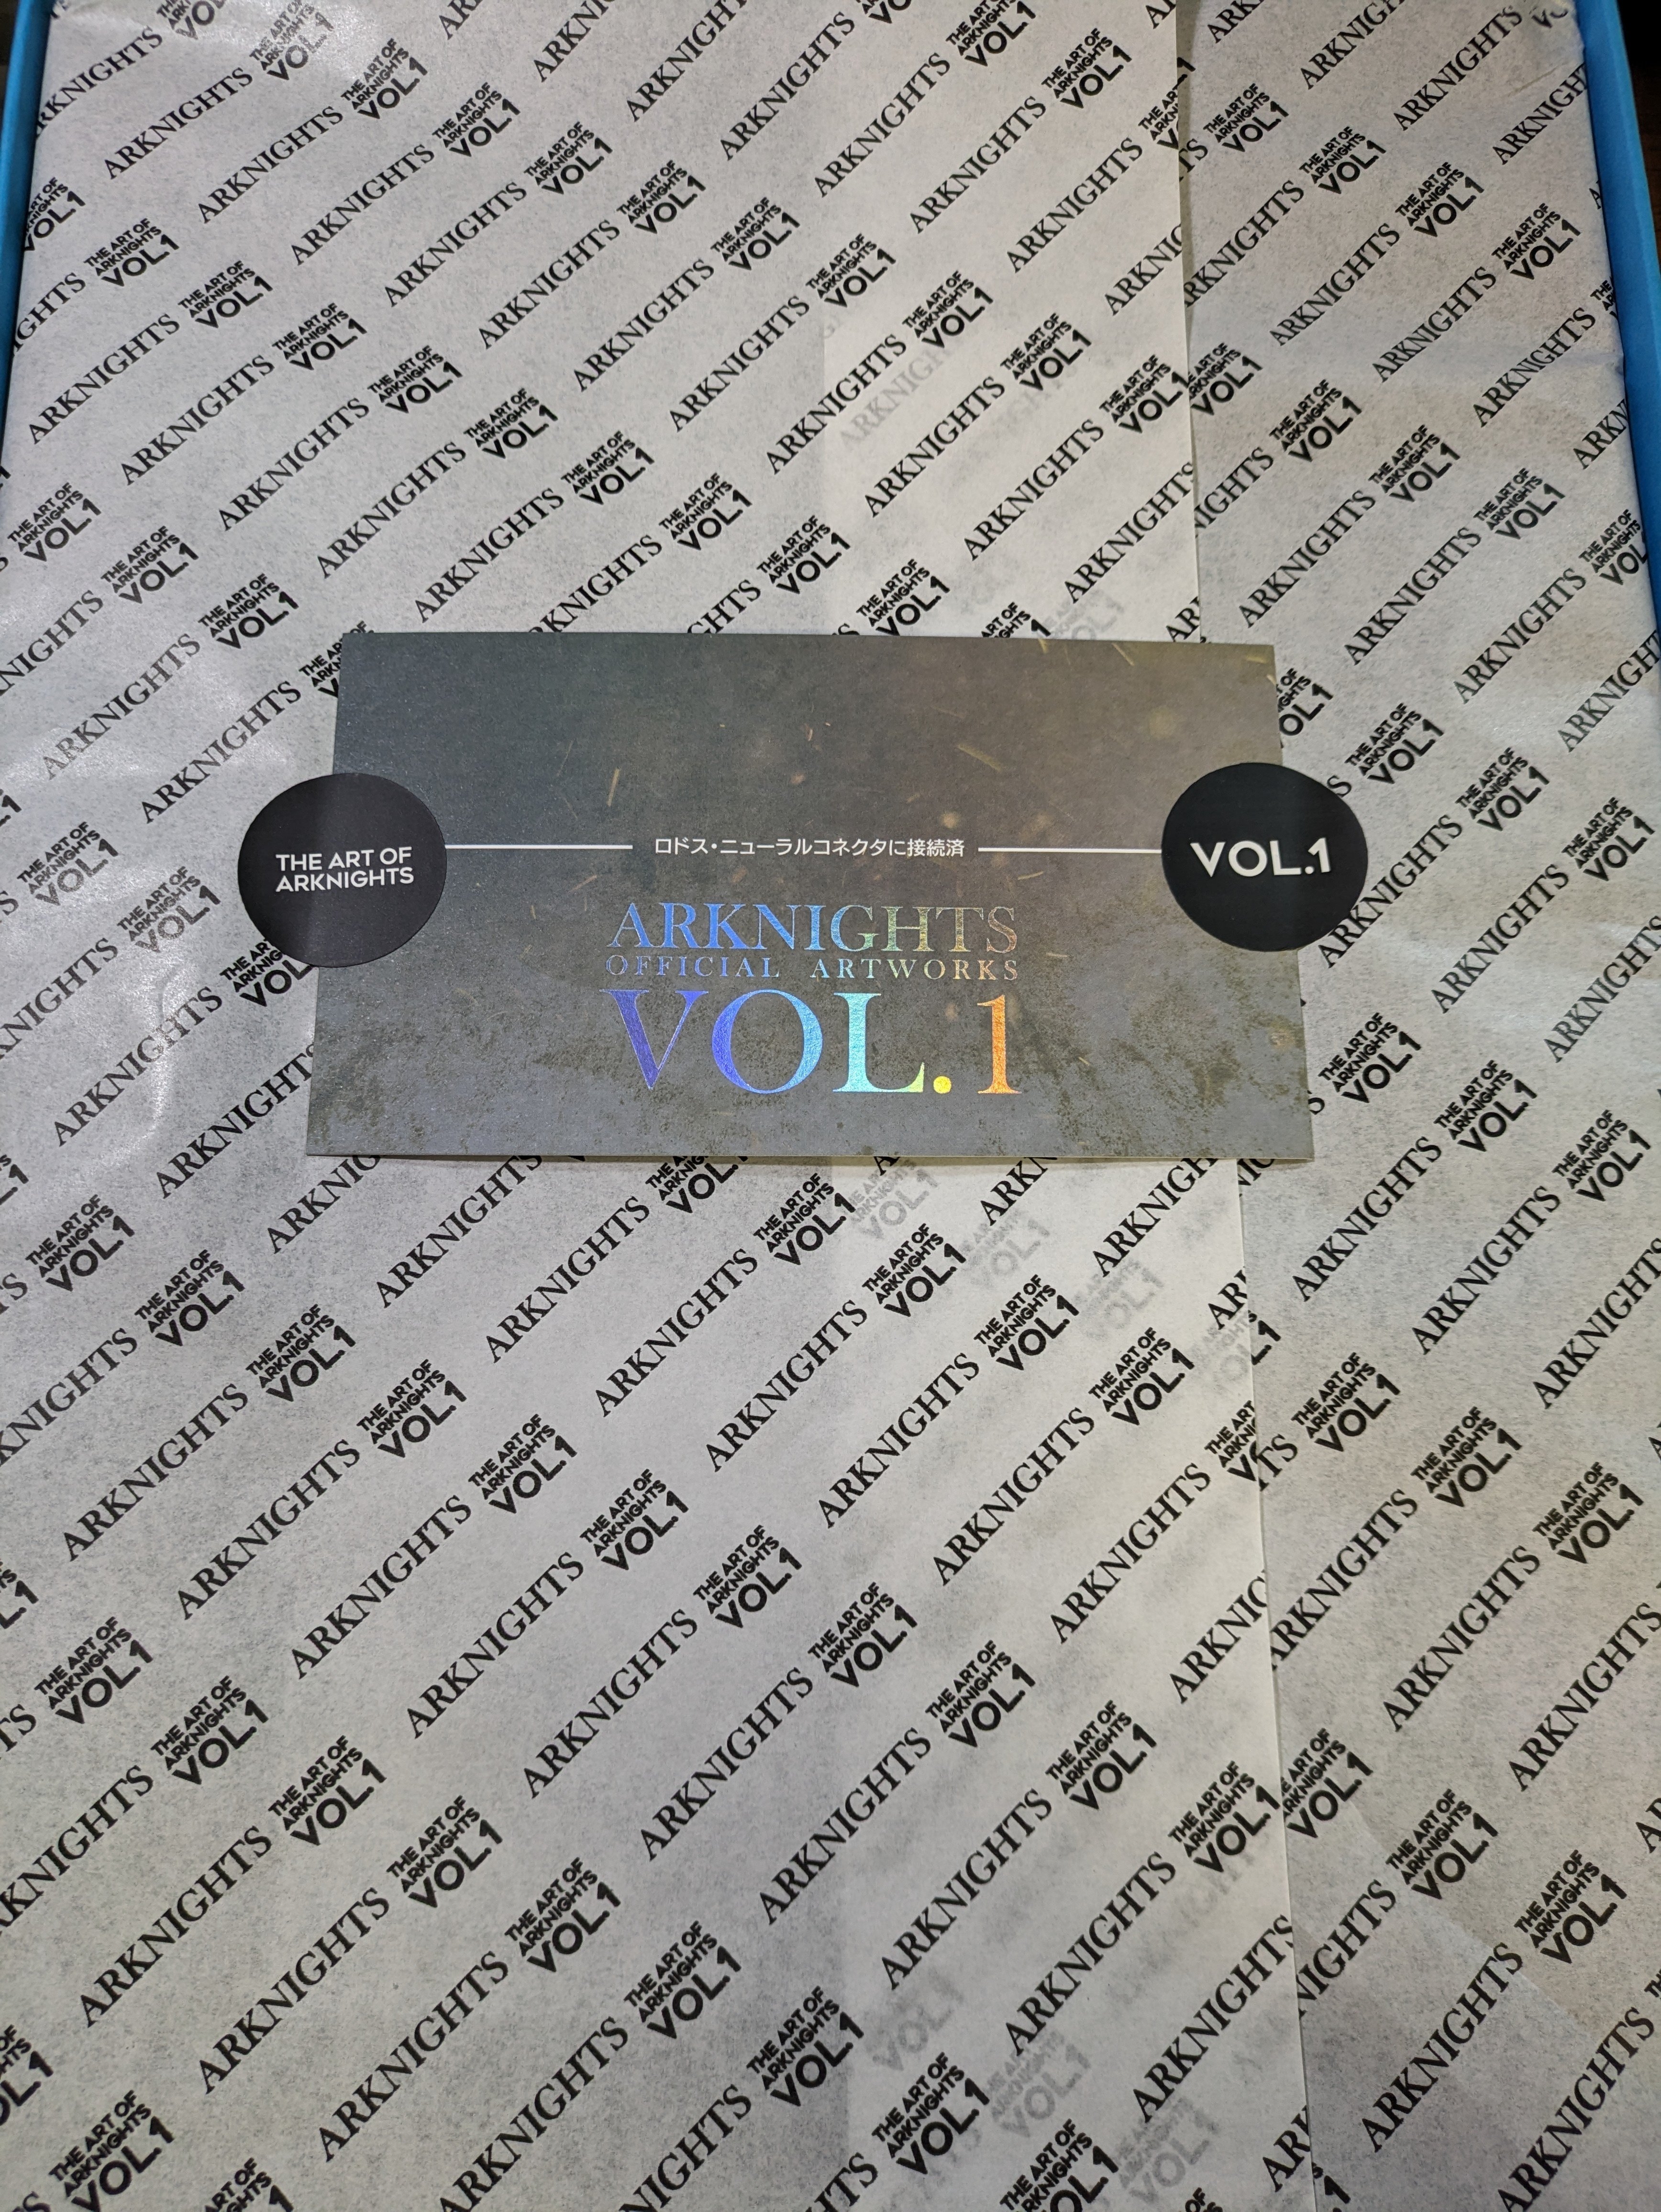 THE ART OF
ARKNIGHTS
ロドス・ニューラルコネクタに接続済
VOL.1
ARKNIGHTS
OFFICIAL ARTWORKS
VOL.1
ARKNIGHTS
THE ART OF
ARKNIGHTS
VOL.1